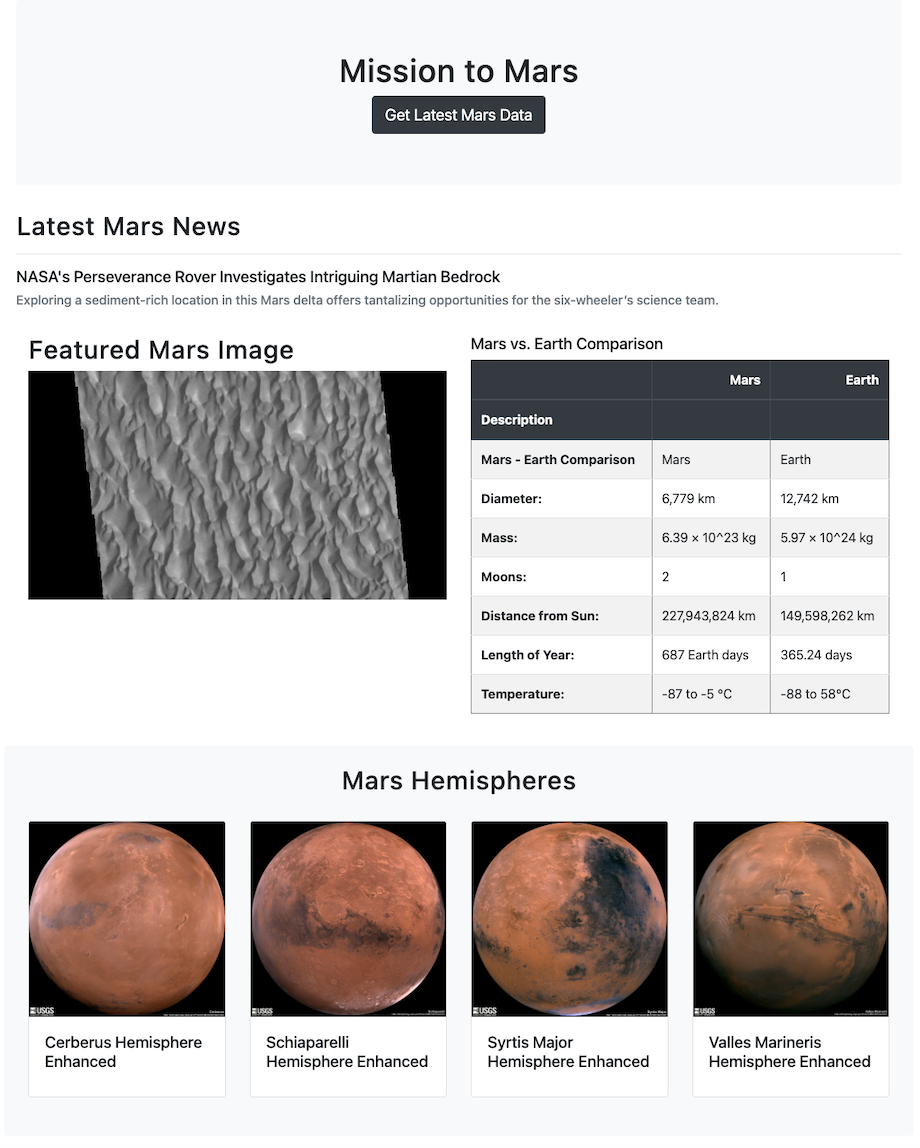 Mission to Mars
Get Latest Mars Data
Latest Mars News
NASA's Perseverance Rover Investigates Intriguing Martian Bedrock
Exploring a sediment-rich location in this Mars delta offers tantalizing opportunities for the six-wheeler’s science team.
Featured Mars Image
Mars vs. Earth Comparison
Mars Earth
Description
Mars - Earth Comparison Mars Earth
Diameter: 6,779 km 12,742 km
Mass: 6.39 × 10^23 kg 5.97 × 10^24 kg
Moons: 2 1
Distance from Sun: 227,943,824 km 149,598,262 km
Length of Year: 687 Earth days 365.24 days
Temperature: -87 to -5 °C -88 to 58°C
Mars Hemispheres
USGS USGS USGS USGS
Cerberus Hemisphere
Enhanced
Schiaparelli
Hemisphere Enhanced
Syrtis Major
Hemisphere Enhanced
Valles Marineris
Hemisphere Enhanced